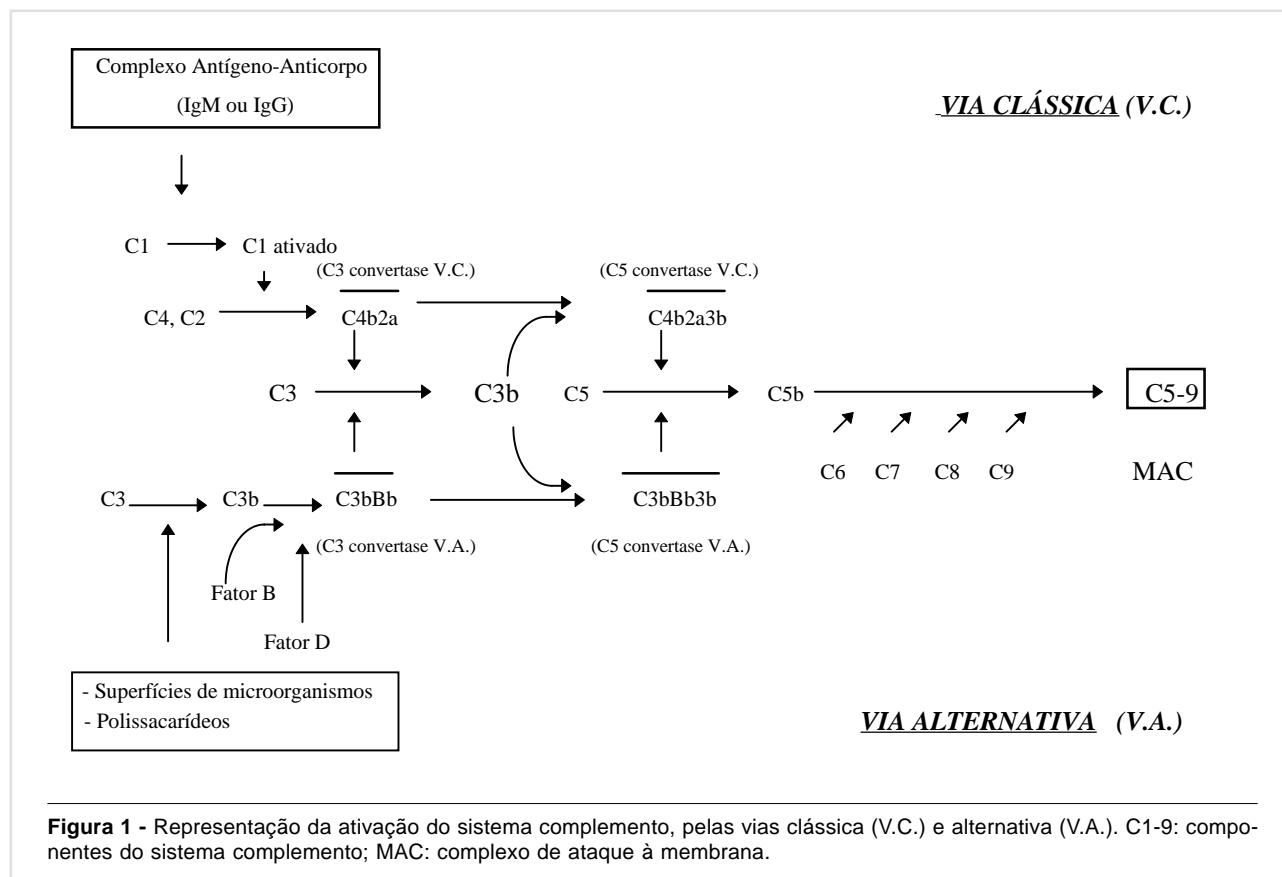 Complexo Antígeno-Anticorpo
(IgM ou IgG)
VIA CLÁSSICA (V.C.)
C1
C1 ativado
(C3 convertase V.C.)
(C5 convertase V.C.)
C4, C2
C4b2a
C4b2a3b
C3
C3b
C5
C5b
C5-9
C6
C7
C8
C9
MAC
C3
C3b
C3bBb
C3bBb3b
(C3 convertase V.A.)
(C5 convertase V.A.)
Fator B
Fator D
- Superfícies de microorganismos
- Polissacarídeos
VIA ALTERNATIVA (V.A.)
Figura 1 - Representação da ativação do sistema complemento, pelas vias clássica (V.C.) e alternativa (V.A.). C1-9: compo-
nentes do sistema complemento; MAC: complexo de ataque à membrana.